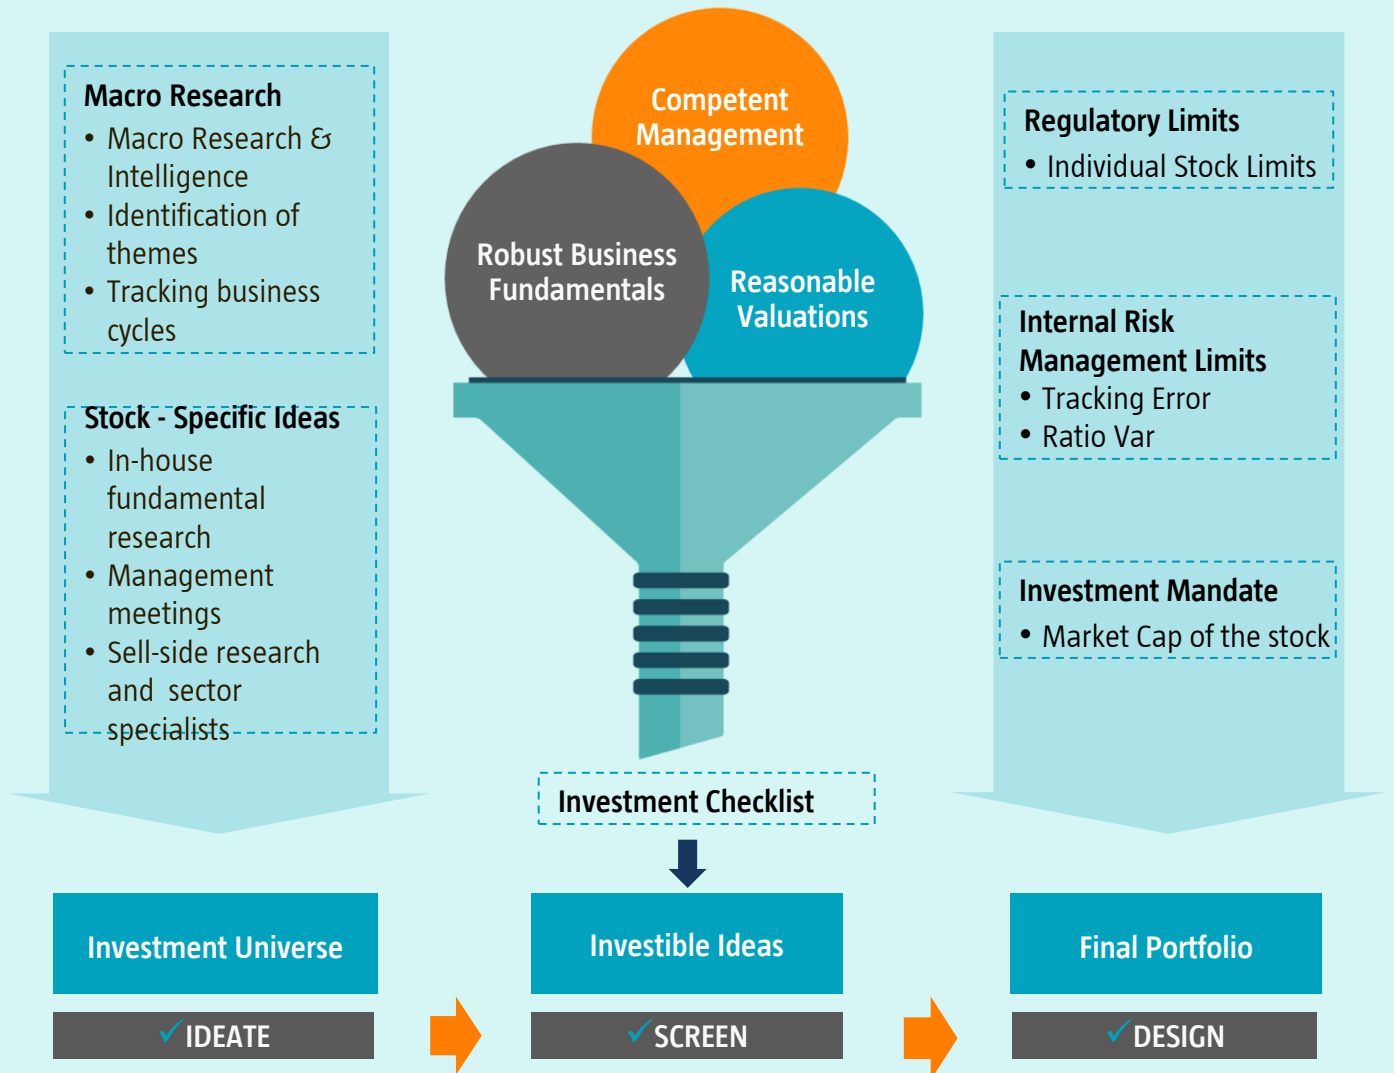 Macro Research
• Macro Research &
Intelligence
• Identification of
themes
• Tracking business
cycles
Stock - Specific Ideas
• In-house
fundamental
research
• Management
meetings
• Sell-side research
and sector
specialists
Competent
Management
Robust Business
Fundamentals
Reasonable
Valuations
Investment Checklist
Regulatory Limits
• Individual Stock Limits
Internal Risk
Management Limits
• Tracking Error
• Ratio Var
Investment Mandate
• Market Cap of the stock
Investment Universe
Investible Ideas
Final Portfolio
✓IDEATE
✓SCREEN
✓DESIGN